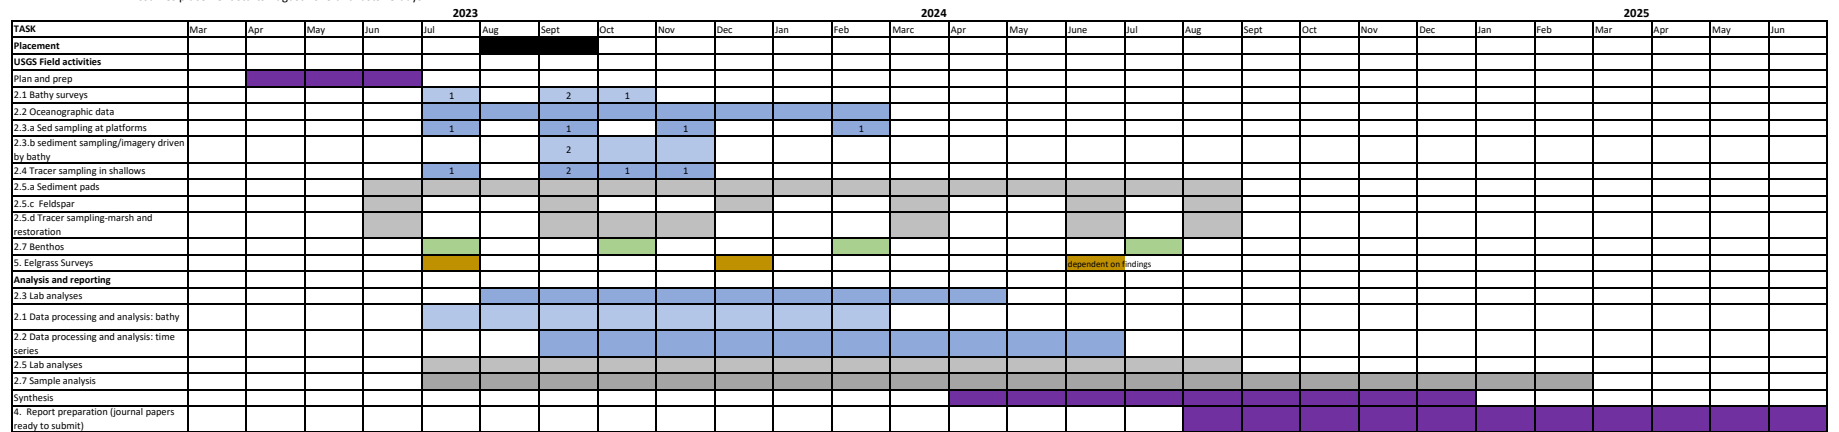 2023 2024 2025
TASK Mar Apr May Jun Jul Aug Sept Oct Nov Dec Jan Feb Marc Apr May June Jul Aug Sept Oct Nov Dec Jan Feb Mar Apr May Jun
Placement
USGS Field activities
Plan and prep
2.1 Bathy surveys 1 2 1
2.2 Oceanographic data
2.3.a Sed sampling at platforms 1 1 1 1
2.3.b sediment sampling/imagery driven
by bathy 2
2.4 Tracer sampling in shallows 1 2 1 1
2.5.a Sediment pads
2.5.c Feldspar
2.5.d Tracer sampling-marsh and
restoration
2.7 Benthos
5. Eelgrass Surveys dependent on findings
Analysis and reporting
2.3 Lab analyses
2.1 Data processing and analysis: bathy
2.2 Data processing and analysis: time
series
2.5 Lab analyses
2.7 Sample analysis
Synthesis
4. Report preparation (journal papers
ready to submit)